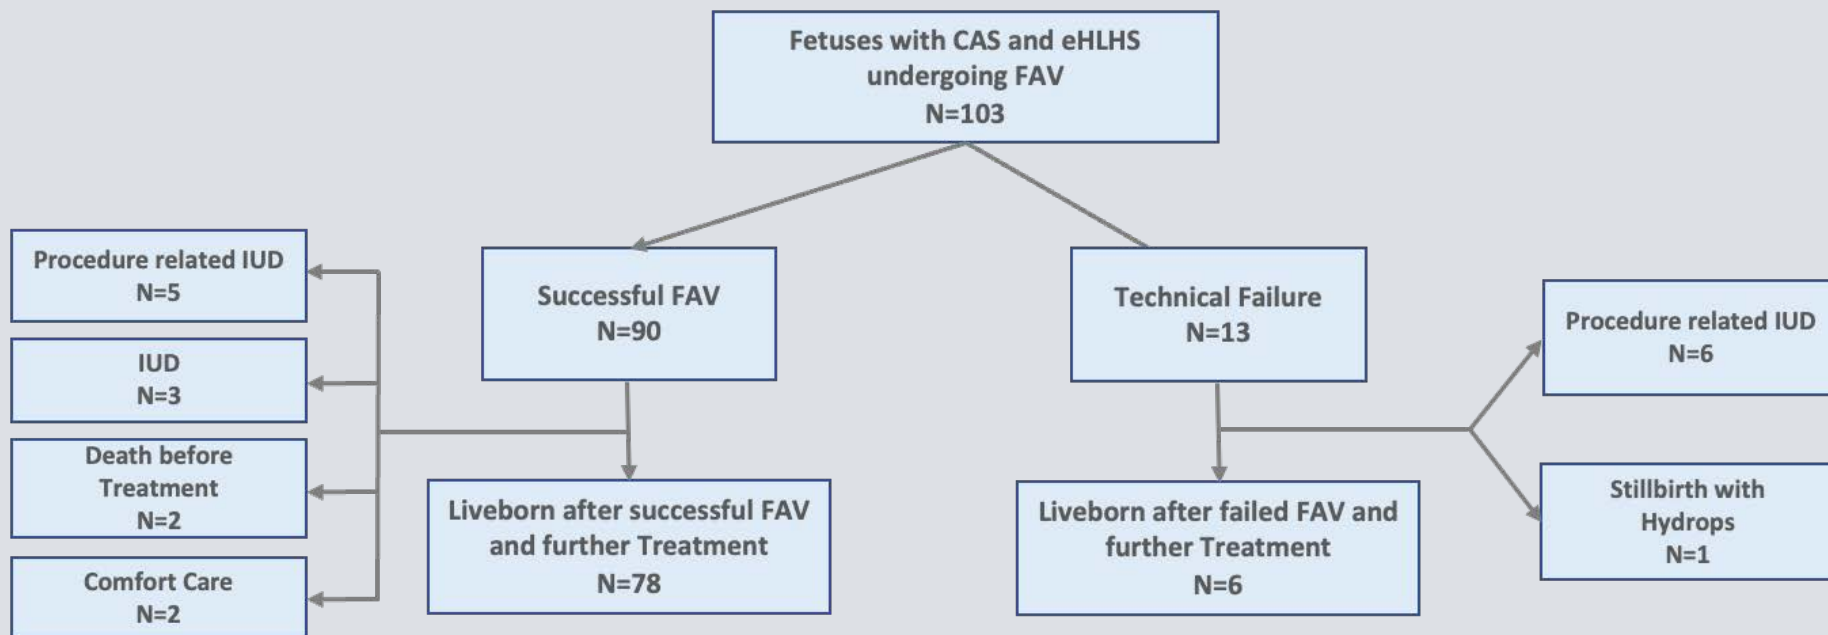 Fetuses with CAS and eHLHS
undergoing FAV
N=103
Successful FAV
N=90
Technical Failure
N=13
Procedure related IUD
N=5
IUD
N=3
Death before
Treatment
N=2
Comfort Care
N=2
Liveborn after successful FAV
and further Treatment
N=78
Liveborn after failed FAV and
further Treatment
N=6
Procedure related IUD
N=6
Stillbirth with
Hydrops
N=1